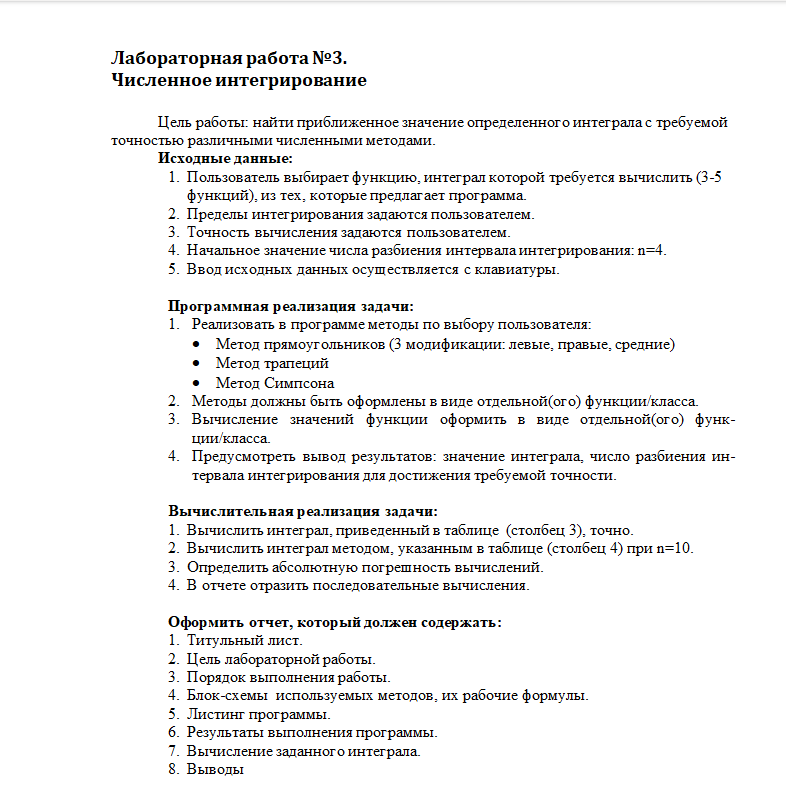 Лабораторная работа №3.
Численное интегрирование
Цель работы: найти приближенное значение определенного интеграла с требуемой
точностью различными численными методами.
Исходные данные:
1. Пользователь выбирает функцию, интеграл которой требуется вычислить (3-5
функций), из тех, которые предлагает программа.
2. Пределы интегрирования задаются пользователем.
3. Точность вычисления задаются пользователем.
4. Начальное значение числа разбиения интервала интегрирования: n=4.
5. Ввод исходных данных осуществляется с клавиатуры.
Программная реализация задачи:
1. Реализовать в программе методы по выбору пользователя:
• Метод прямоугольников (3 модификации: левые, правые, средние)
• Метод трапеций
• Метод Симпсона
2. Методы должны быть оформлены в виде отдельной(ого) функции/класса.
3. Вычисление значений функции оформить в виде отдельной(ого) функ-
ции/класса.
4. Предусмотреть вывод результатов: значение интеграла, число разбиения ин-
тервала интегрирования для достижения требуемой точности.
Вычислительная реализация задачи:
1. Вычислить интеграл, приведенный в таблице (столбец 3), точно.
2. Вычислить интеграл методом, указанным в таблице (столбец 4) при n=10.
3. Определить абсолютную погрешность вычислений.
4. В отчете отразить последовательные вычисления.
Оформить отчет, который должен содержать:
1. Титульный лист.
2. Цель лабораторной работы.
3. Порядок выполнения работы.
4. Блок-схемы используемых методов, их рабочие формулы.
5. Листинг программы.
6. Результаты выполнения программы.
7. Вычисление заданного интеграла.
8. Выводы